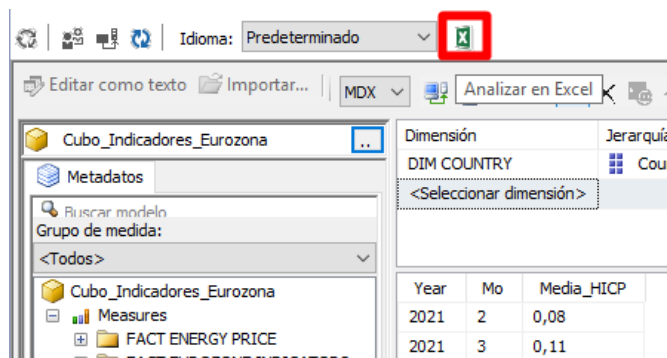 Idioma: Predeterminado
Editar como texto Importar... MDX Analizar en Excel
Cubo_Indicadores_Eurozona ..
Metadatos
Buscar modelo
Grupo de medida:
<Todos>
Cubo_Indicadores_Eurozona
Measures
FACT ENERGY PRICE
Dimensión Jerarquía
DIM COUNTRY Cou
<Seleccionar dimensión>
Year Mo Media_HICP
2021 2 0,08
2021 3 0,11